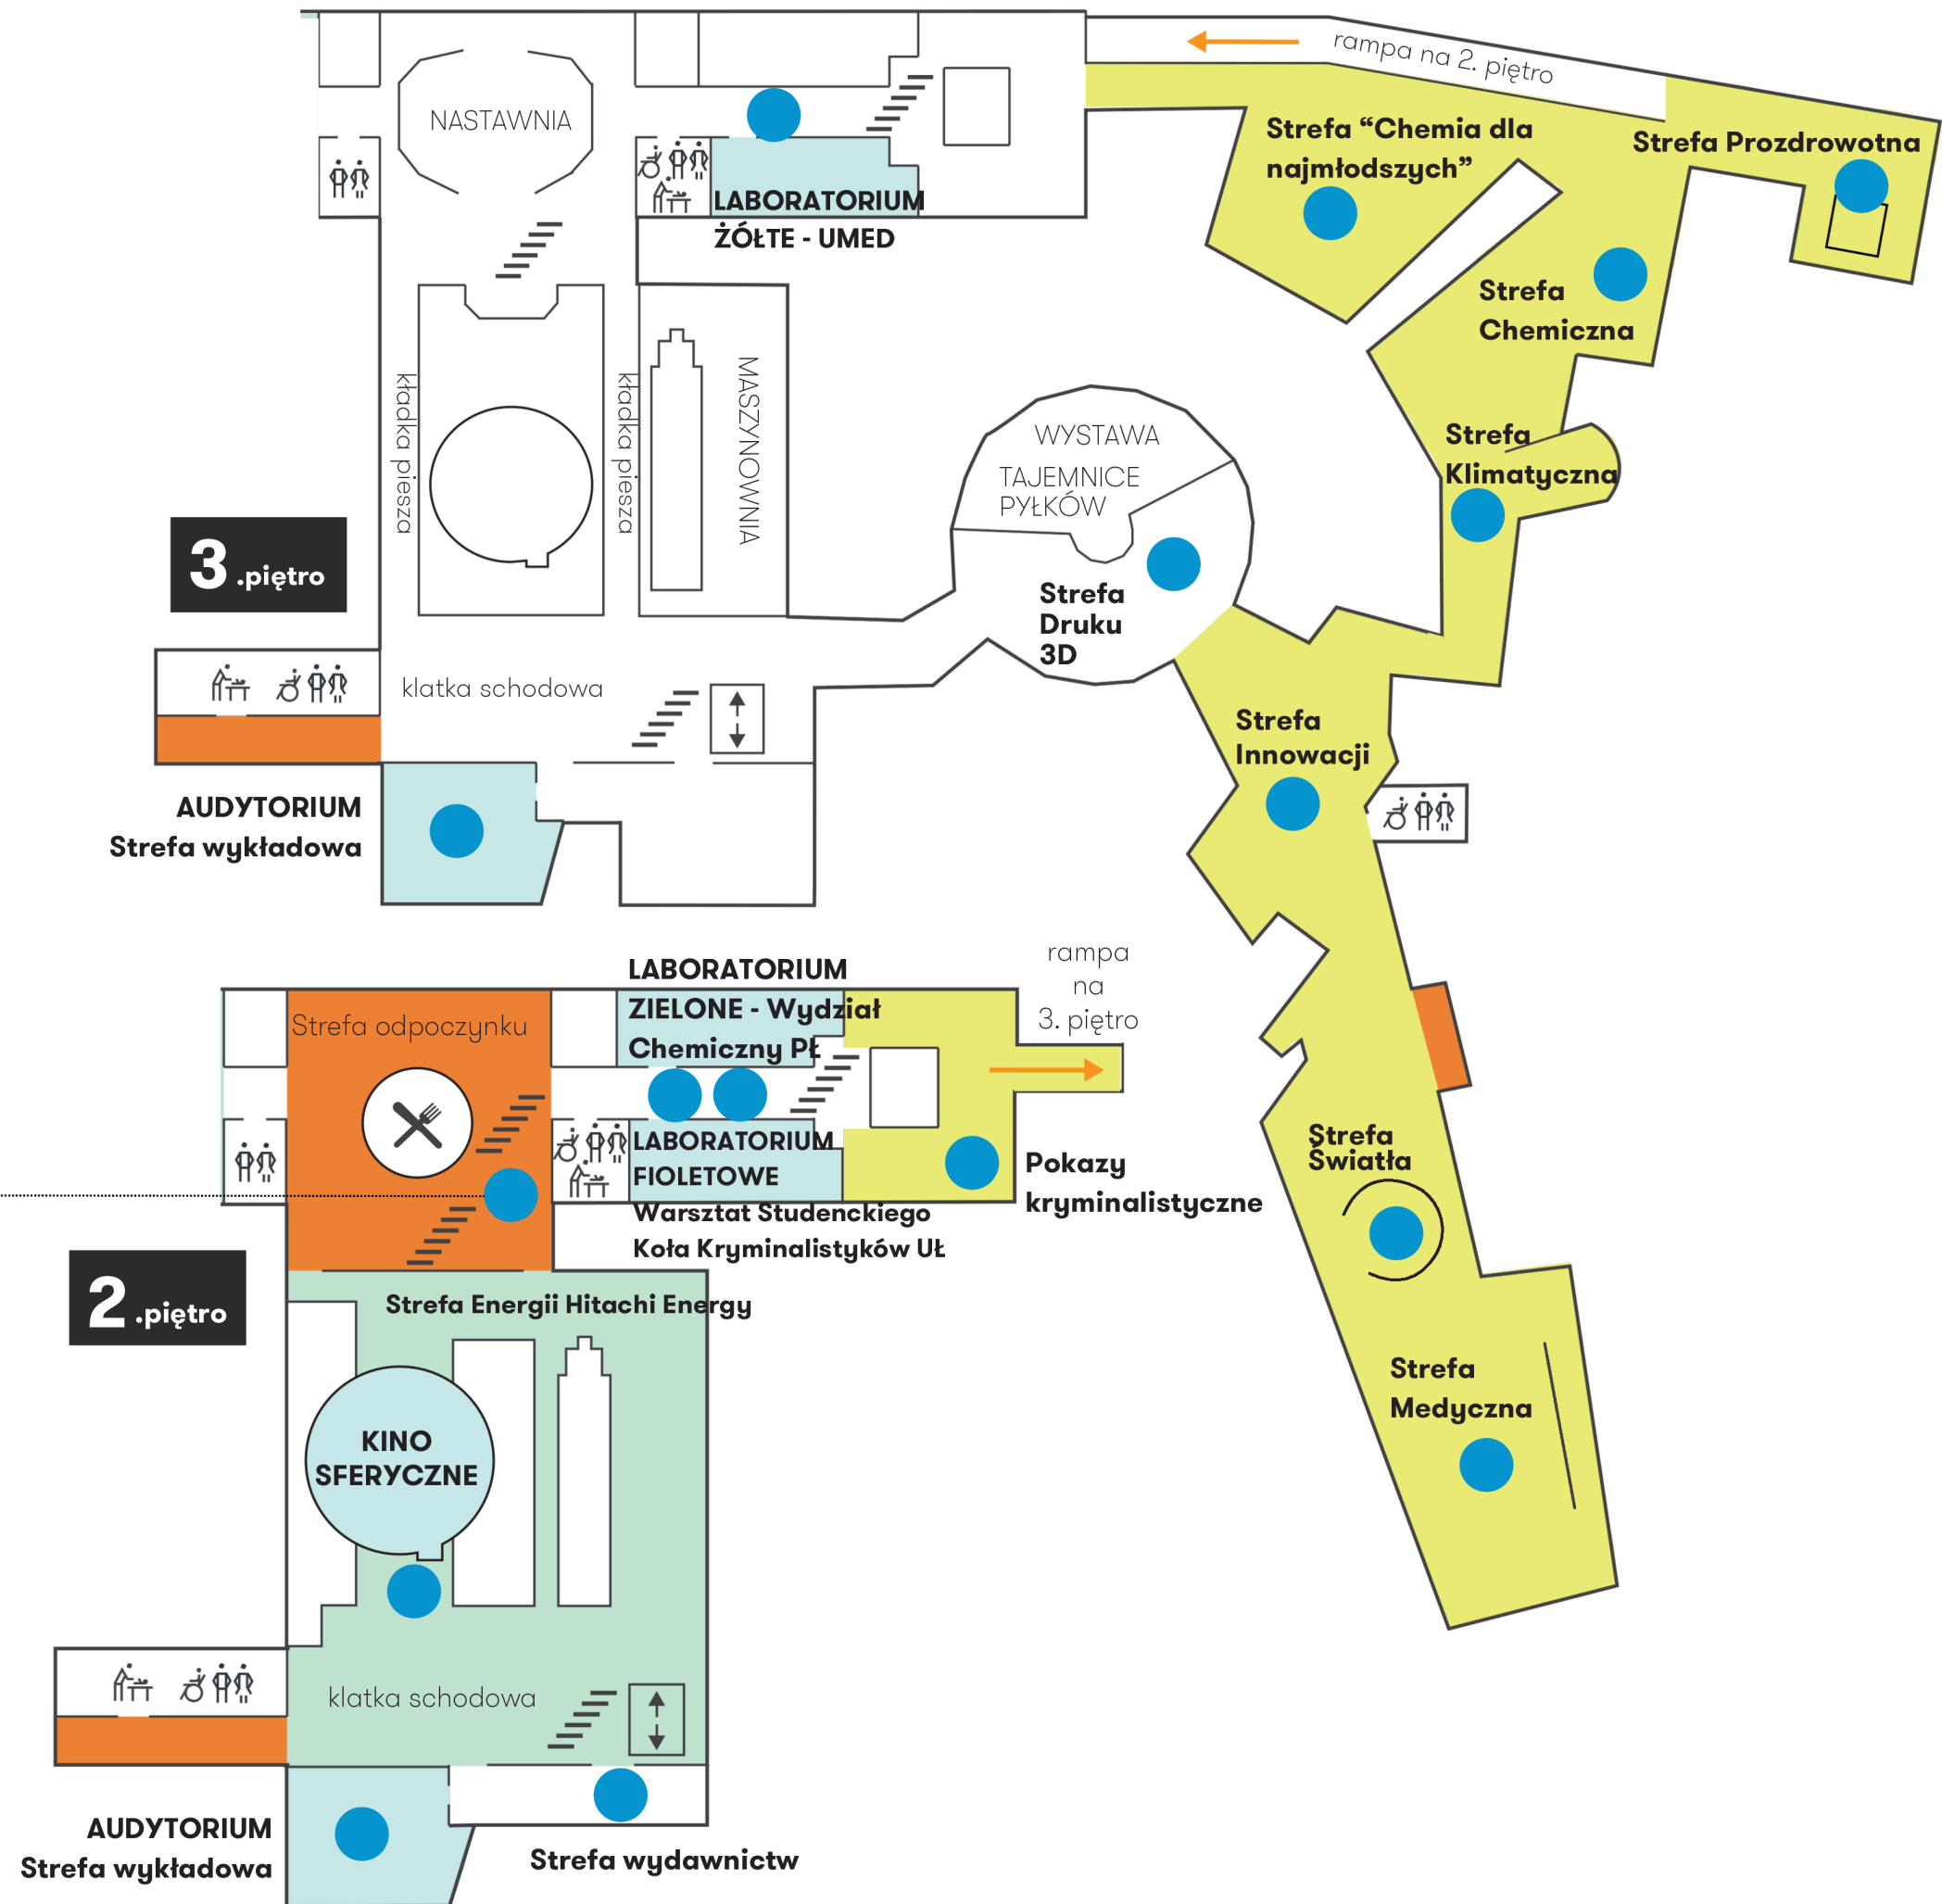 rampa na 2. piętro
NASTAWNIA
Strefa “Chemia dla
najmłodszych”
Strefa Prozdrowotna
LABORATORIUM
ŻÓŁTE - UMED
Strefa
Chemiczna
kładka piesza
kładka piesza
MASZYNOWNIA
WYSTAWA
TAJEMNICE
PYŁKÓW
Strefa
Klimatyczna
3.piętro
Strefa
Druku
3D
klatka schodowa
Strefa
Innowacji
AUDYTORIUM
Strefa wykładowa
rampa
na
3. piętro
LABORATORIUM
ZIELONE - Wydział
Chemiczny PŁ
Strefa odpoczynku
LABORATORIUM
FIOLETOWE
Warsztat Studenckiego
Koła Kryminalistyków UŁ
Pokazy
kryminalistyczne
Strefa
Światła
2.piętro
Strefa Energii Hitachi Energy
Strefa
Medyczna
KINO
SFERYCZNE
klatka schodowa
AUDYTORIUM
Strefa wykładowa
Strefa wydawnictw